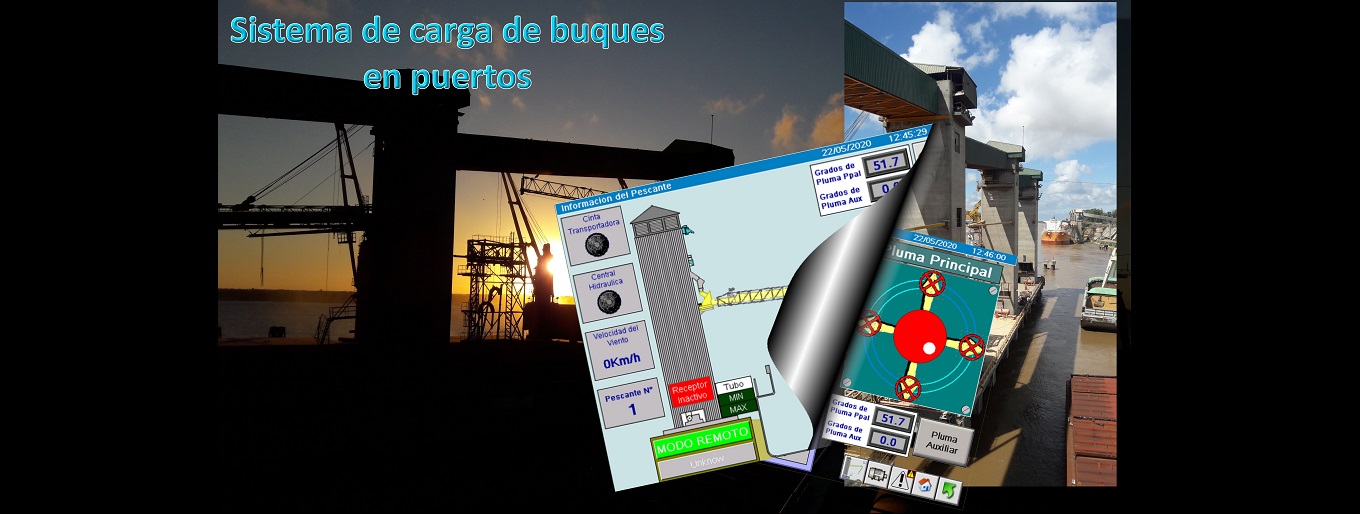 Sistema de carga de buques
en puertos
Informacion del Pescante
22/05/2020 12:45:29
Cinta
Transportadora
Central
Hidraulica
Velocidad del
Viento
0Km/h
Pescante N°
1
Grados de
Pluma Ppal
51.7
Grados de
Pluma Aux
0.0
Receptor
Inactivo
Tubo
MIN
MAX
MODO REMOTO
Unknow
22/05/2020 12:46:00
Pluma Principal
Grados de
Pluma Ppal
51.7
Grados de
Pluma Aux
0.0
Pluma
Auxiliar